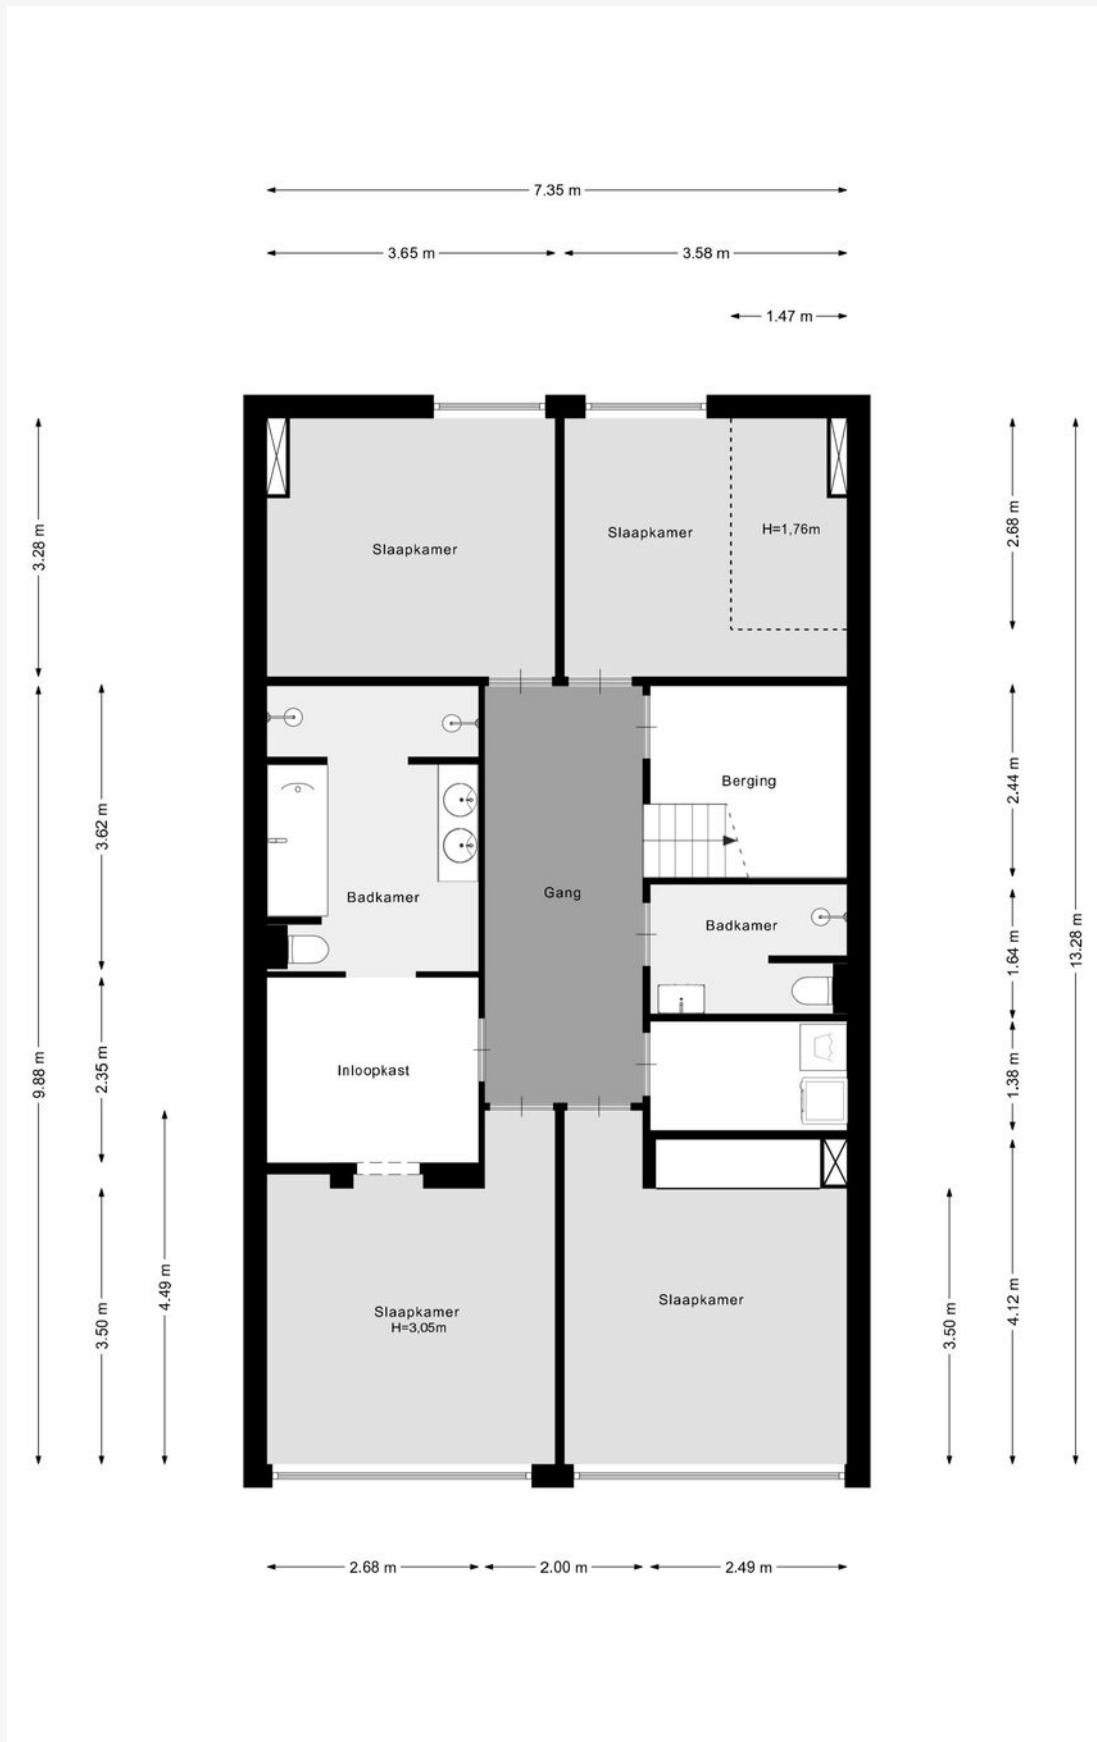 7.35 m
3.65 m
3.58 m
1.47 m
3.28 m
Slaapkamer
Slaapkamer
H=1,76m
2.68 m
9.88 m
3.62 m
2.35 m
3.50 m
4.49 m
Berging
Badkamer
Gang
Badkamer
Inloopkast
2.44 m
1.64 m
1.38 m
13.28 m
Slaapkamer
H=3,05m
Slaapkamer
3.50 m
4.12 m
2.68 m
2.00 m
2.49 m